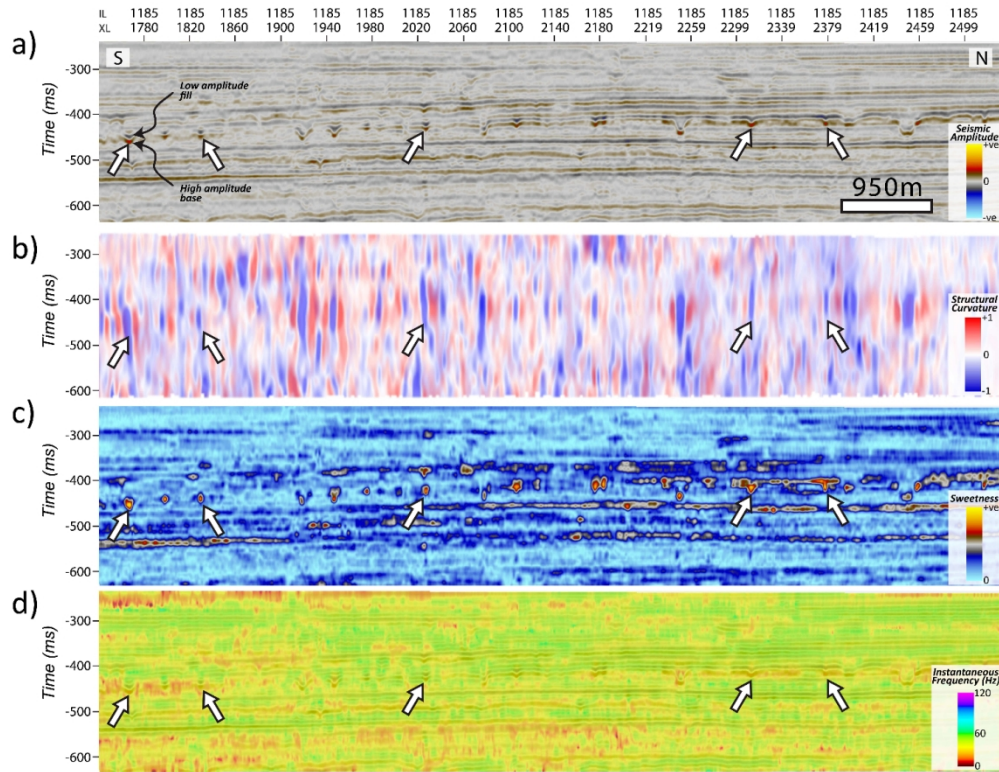 IL 1185 1185 1185 1185 1185 1185 1185 1185 1185 1185 1185 1185 1185 1185 1185 1185 1185 1185 1185
XL 1780 1820 1860 1900 1940 1980 2020 2060 2100 2140 2180 2219 2259 2299 2339 2379 2419 2459 2499
a)
S
N
Time (ms)
-300
-400
-500
-600
Low amplitude
fill
High amplitude
base
950m
Seismic
Amplitude
+ve
0
-ve
b)
Time (ms)
-300
-400
-500
-600
Structural
Curvature
+1
0
-1
c)
Time (ms)
-300
-400
-500
-600
Sweetness
+ve
0
d)
Time (ms)
-300
-400
-500
-600
Instantaneous
Frequency (Hz)
120
60
0